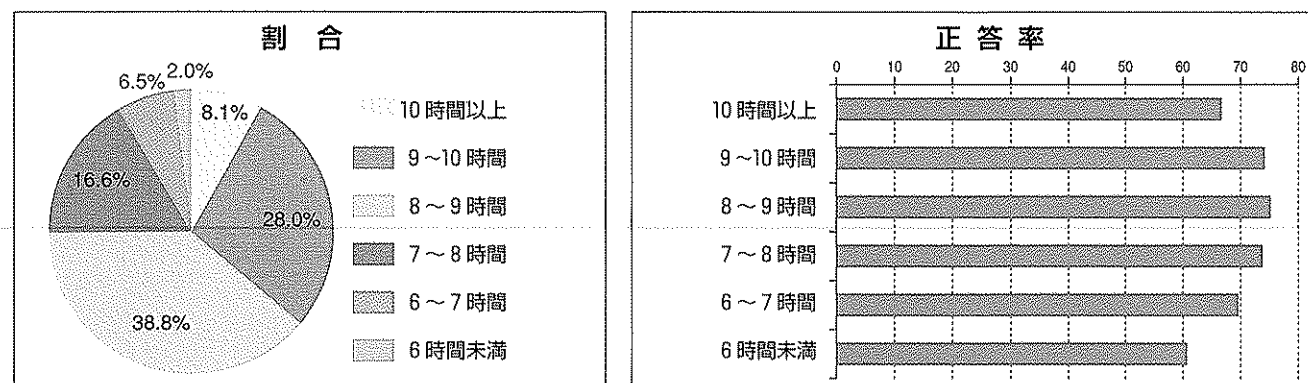 割 合
6.5%
2.0%
8.1%
16.6%
28.0%
38.8%
10時間以上
9～10時間
8～9時間
7～8時間
6～7時間
6時間未満
正 答 率
0 10 20 30 40 50 60 70 80
10時間以上
9～10時間
8～9時間
7～8時間
6～7時間
6時間未満